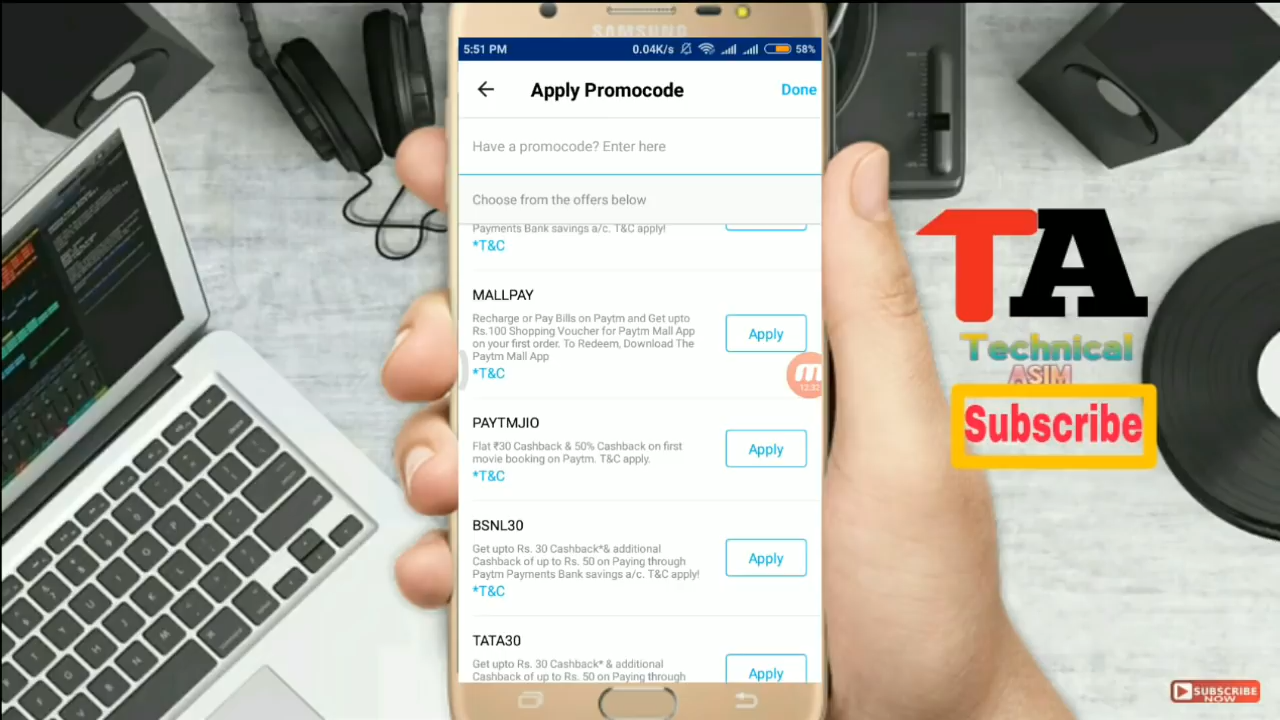 SAMSUNG
5:51 PM
0.04K/s
58%
Apply Promocode
Done
Have a promocode? Enter here
Choose from the offers below
Payments Bank savings a/c. T&C apply!
*T&C
MALLPAY
Recharge or Pay Bills on Paytm and Get upto
Rs.100 Shopping Voucher for Paytm Mall App
on your first order. To Redeem, Download The
Paytm Mall App
*T&C
Apply
12:32
PAYTMJIO
Flat ₹30 Cashback & 50% Cashback on first
movie booking on Paytm. T&C apply.
*T&C
Apply
BSNL30
Get upto Rs. 30 Cashback*& additional
Cashback of up to Rs. 50 on Paying through
Paytm Payments Bank savings a/c. T&C apply!
*T&C
Apply
TATA30
Get upto Rs. 30 Cashback* & additional
Cashback of up to Rs. 50 on Paying through
Apply
TA
Technical
ASIM
Subscribe
SUBSCRIBE
NOW